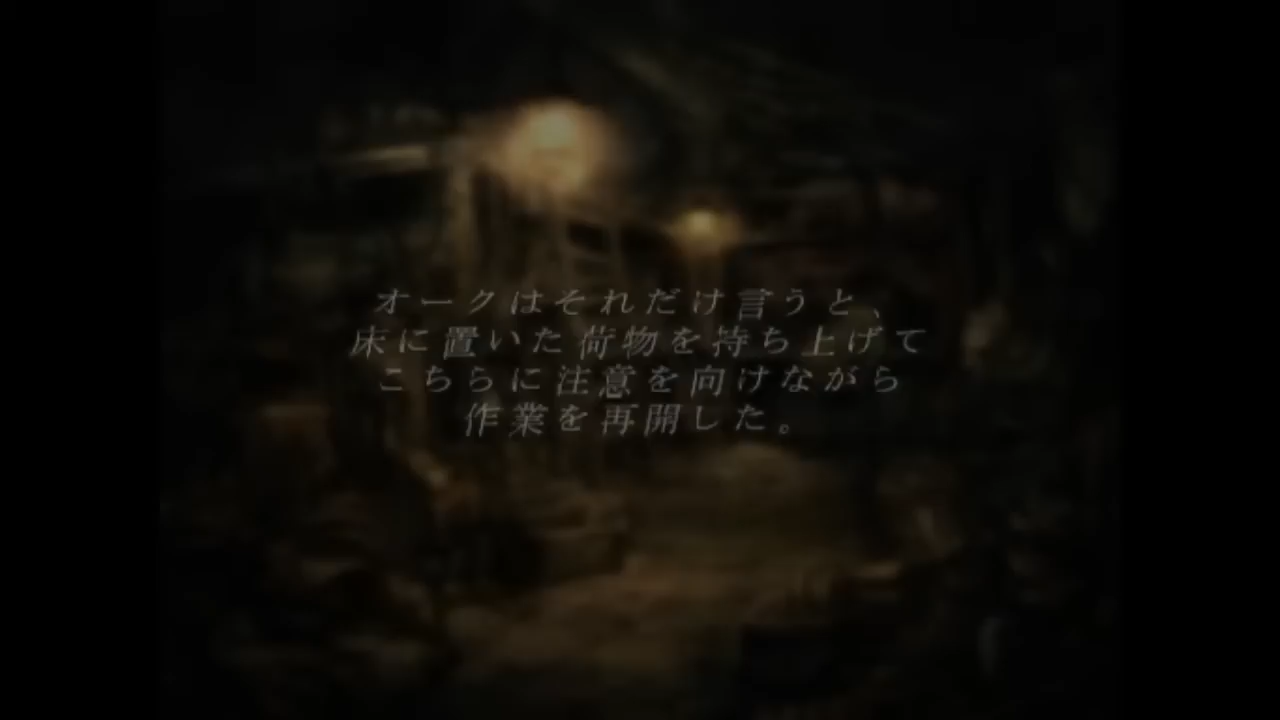 オークはそれだけ言うと、
床に置いた荷物を持ち上げて
こちらに注意を向けながら
作業を再開した。